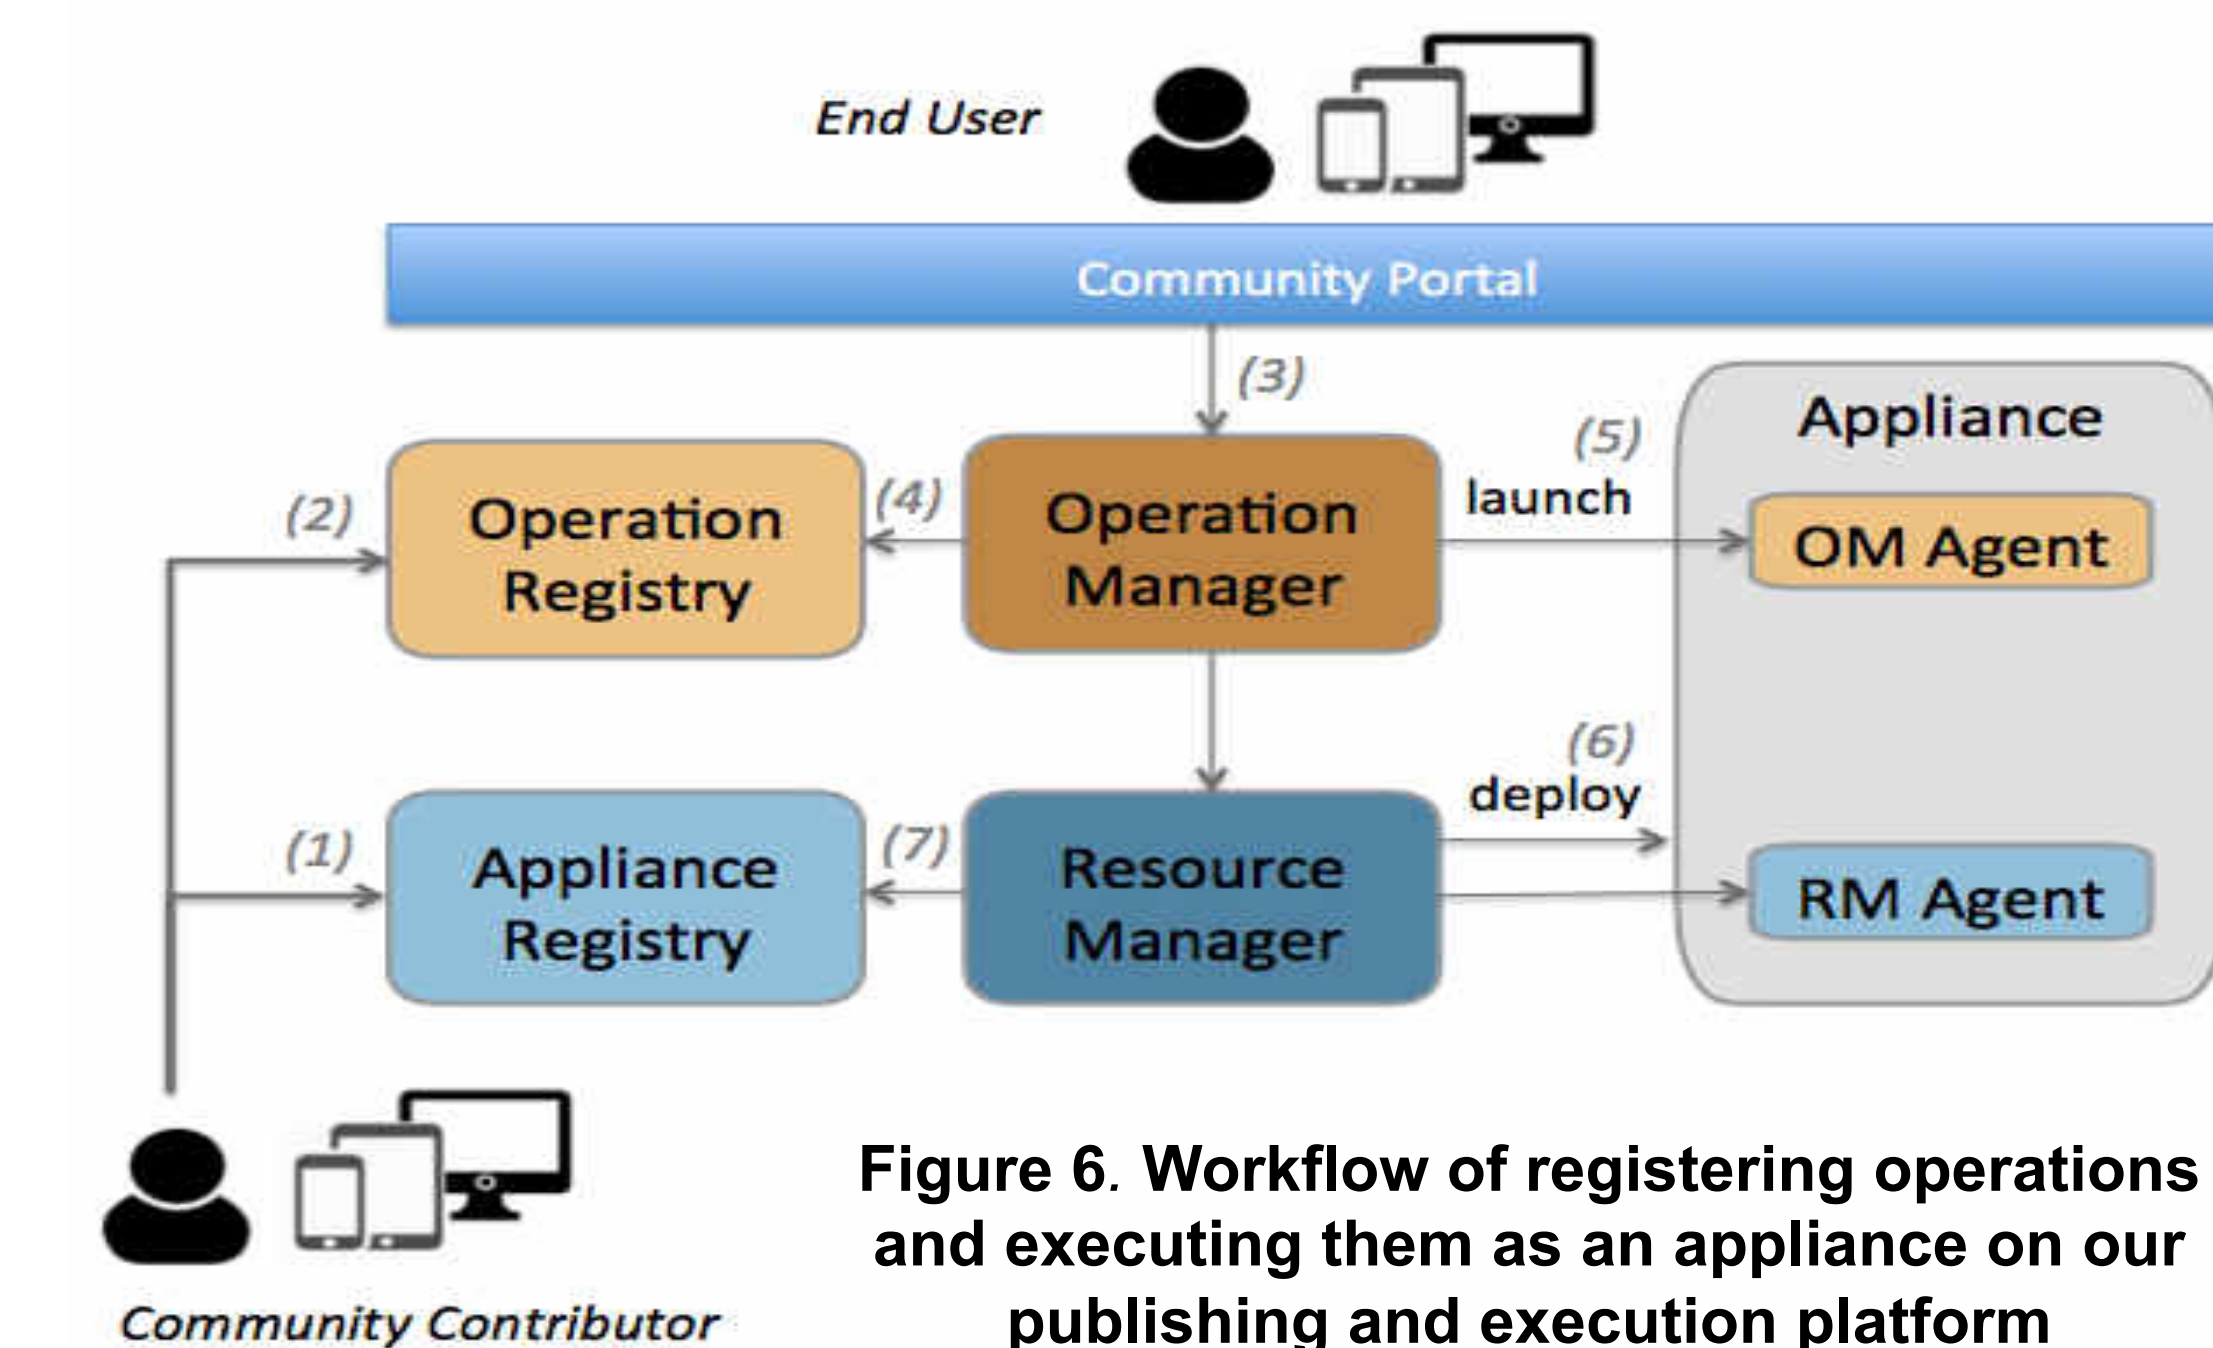 End User
Community Portal
(3)
Appliance
(5)
launch
(2)
Operation
Registry
(4)
Operation
Manager
OM Agent
(6)
deploy
(1)
Appliance
Registry
(7)
Resource
Manager
RM Agent
Figure 6. Workflow of registering operations
and executing them as an appliance on our
publishing and execution platform
Community Contributor